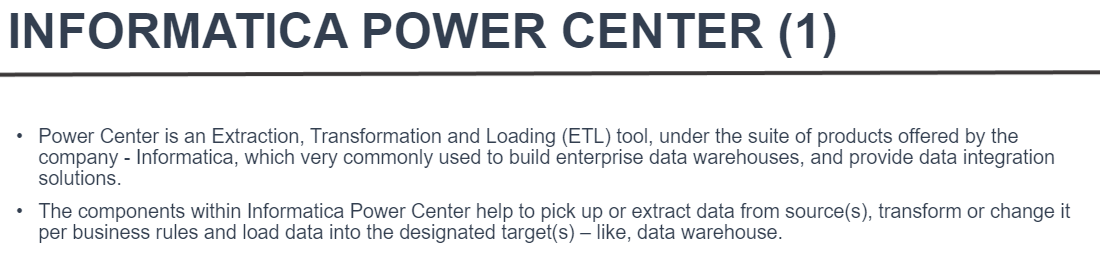 INFORMATICA POWER CENTER (1)
• Power Center is an Extraction, Transformation and Loading (ETL) tool, under the suite of products offered by the
company - Informatica, which very commonly used to build enterprise data warehouses, and provide data integration
solutions.
• The components within Informatica Power Center help to pick up or extract data from source(s), transform or change it
per business rules and load data into the designated target(s) – like, data warehouse.